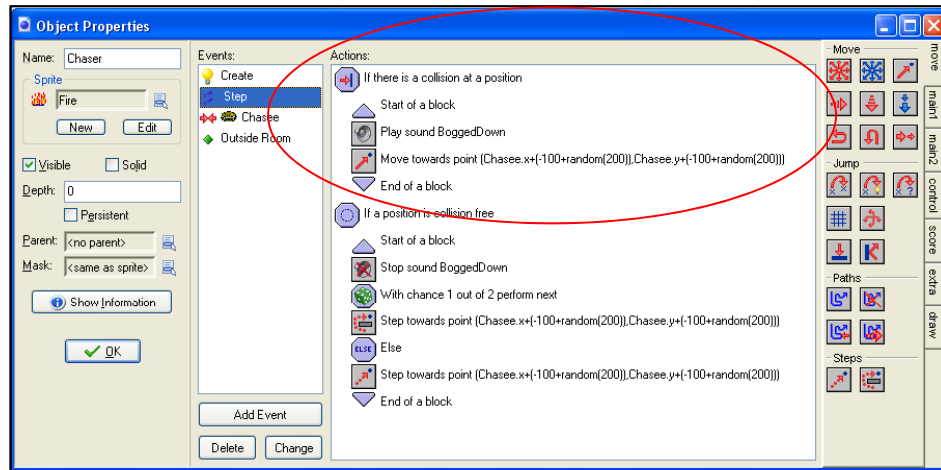 Object Properties
Name: Chaser
Sprite
Fire
New Edit
Visible Solid
Depth: 0
Persistent
Parent: <no parent>
Mask: <same as sprite>
Show Information
OK
Events:
Create
Step
Chasee
Outside Room
Add Event
Delete Change
Actions:
If there is a collision at a position
Start of a block
Play sound BoggedDown
Move towards point (Chasee.x+(-100+random(200)),Chasee.y+(-100+random(200)))
End of a block
If a position is collision free
Start of a block
Stop sound BoggedDown
With chance 1 out of 2 perform next
Step towards point (Chasee.x+(-100+random(200)),Chasee.y+(-100+random(200)))
ELSE Else
Step towards point (Chasee.x+(-100+random(200)),Chasee.y+(-100+random(200)))
End of a block
Move
Jump
Paths
Steps
move
main1
main2
control
score
extra
draw